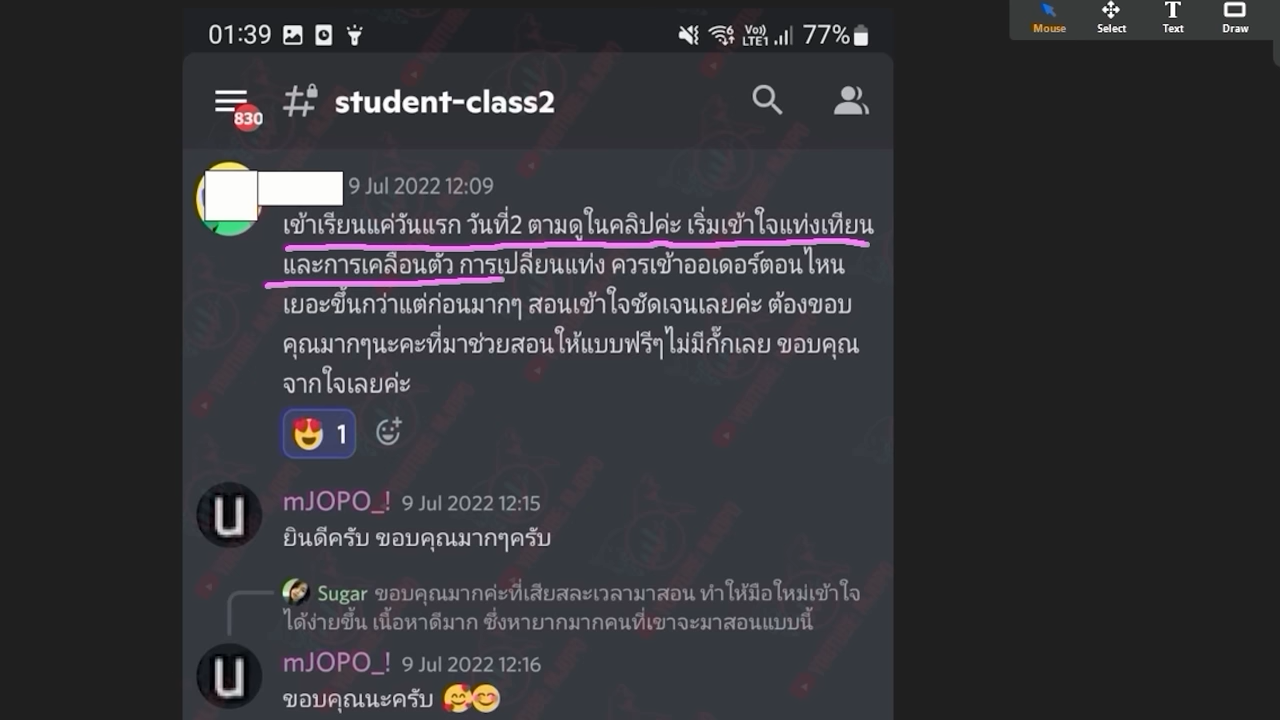 01:39
Vo)) LTE1
77%
Mouse
Select
Text
Draw
830
student-class2
9 Jul 2022 12:09
เข้าเรียนแค่วันแรก วันที่2 ตามดูในคลิปค่ะ เริ่มเข้าใจแท่งเทียน
และการเคลื่อนตัว การเปลี่ยนแท่ง ควรเข้าออเดอร์ตอนไหน
เยอะขึ้นกว่าแต่ก่อนมากๆ สอนเข้าใจชัดเจนเลยค่ะ ต้องขอบ
คุณมากๆนะคะที่มาช่วยสอนให้แบบฟรีๆไม่มีกั๊กเลย ขอบคุณ
จากใจเลยค่ะ
1
mJOPO_! 9 Jul 2022 12:15
ยินดีครับ ขอบคุณมากๆครับ
Sugar ขอบคุณมากค่ะที่เสียสละเวลามาสอน ทำให้มือใหม่เข้าใจ
ได้ง่ายขึ้น เนื้อหาดีมาก ซึ่งหายากมากคนที่เขาจะมาสอนแบบนี้
mJOPO_! 9 Jul 2022 12:16
ขอบคุณนะครับ 🥰😊